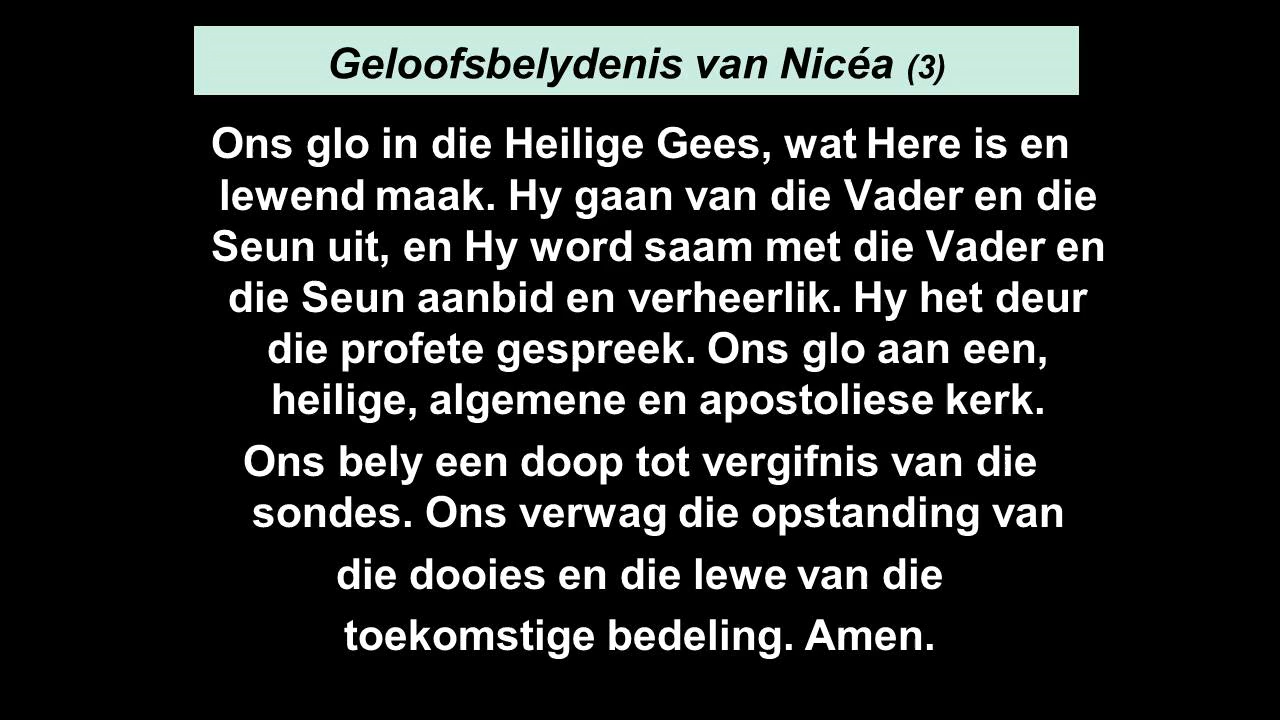 Geloofsbelydenis van Nicéa (3)
Ons glo in die Heilige Gees, wat Here is en
lewend maak. Hy gaan van die Vader en die
Seun uit, en Hy word saam met die Vader en
die Seun aanbid en verheerlik. Hy het deur
die profete gespreek. Ons glo aan een,
heilige, algemene en apostoliese kerk.
Ons bely een doop tot vergifnis van die
sondes. Ons verwag die opstanding van
die dooies en die lewe van die
toekomstige bedeling. Amen.